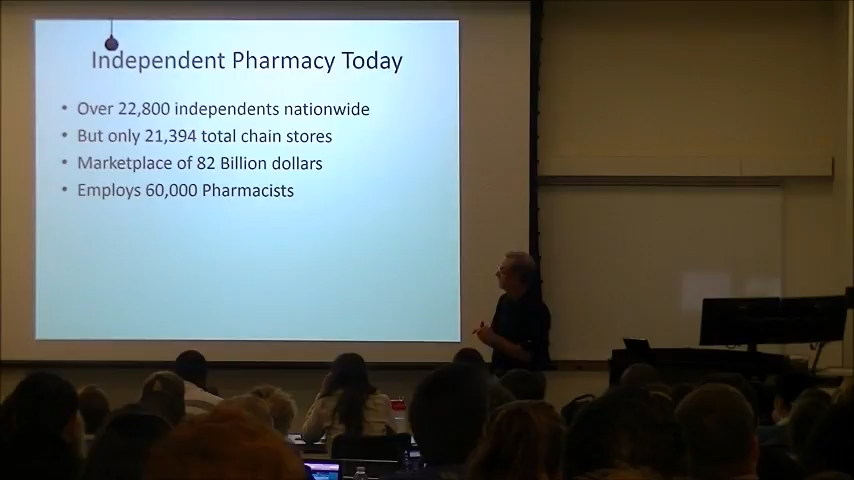 Independent Pharmacy Today
• Over 22,800 independents nationwide
• But only 21,394 total chain stores
• Marketplace of 82 Billion dollars
• Employs 60,000 Pharmacists